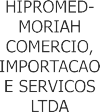 HIPROMED-
MORIAH
COMERCIO,
IMPORTACAO
E SERVICOS
LTDA